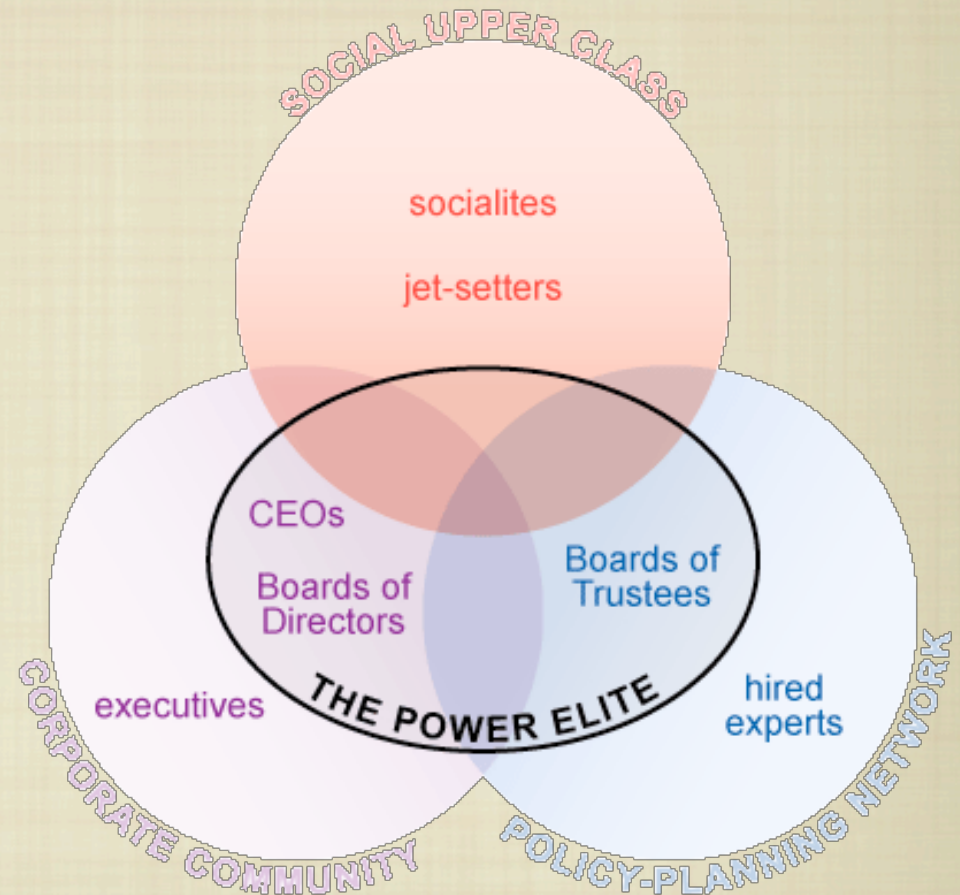 SOCIAL UPPER CLASS
socialites
jet-setters
CEOs
Boards of
Directors
Boards of
Trustees
executives
hired
experts
THE POWER ELITE
CORPORATE COMMUNITY
POLICY-PLANNING NETWORK